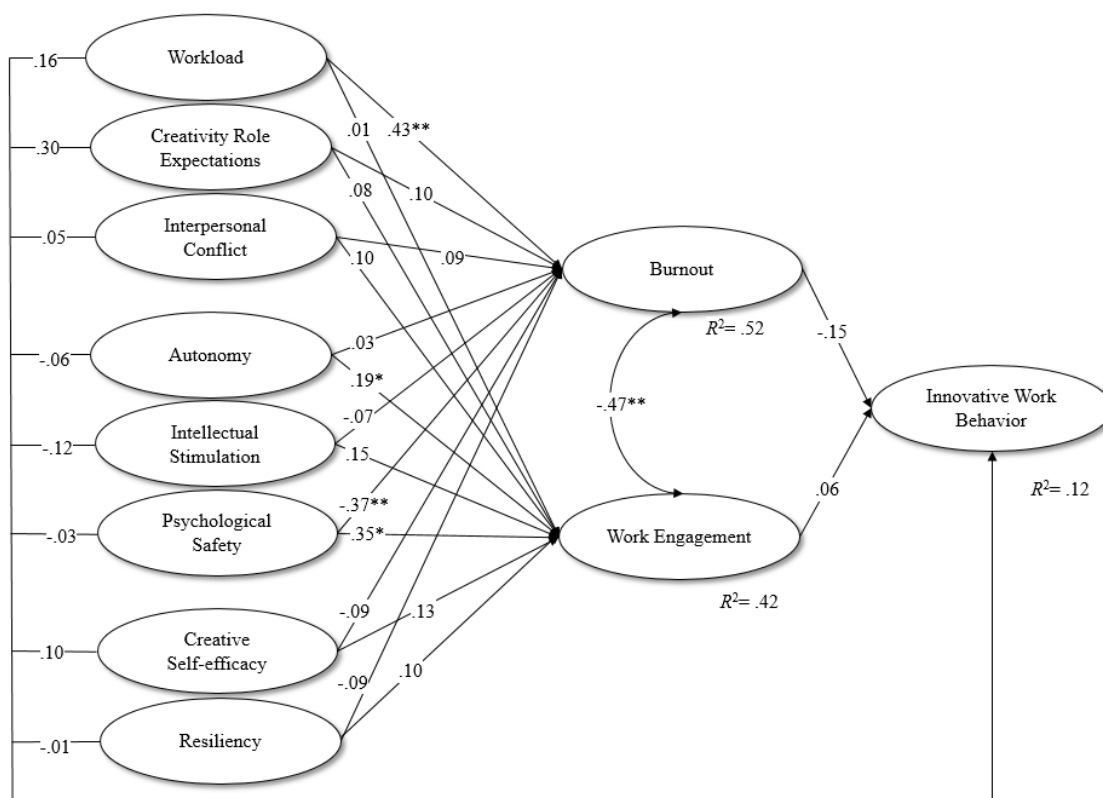 .16
Workload
.01
.43**
.30
Creativity Role
Expectations
.08
.10
.05
Interpersonal
Conflict
.10
.09
Burnout
R²= .52
-.15
-.06
Autonomy
.03
.19*
-.47**
Innovative Work
Behavior
R²= .12
-.12
Intellectual
Stimulation
-.07
.15
.06
-.03
Psychological
Safety
-.37**
.35*
Work Engagement
R²= .42
.10
Creative
Self-efficacy
-.09
.13
-.01
Resiliency
-.09
.10